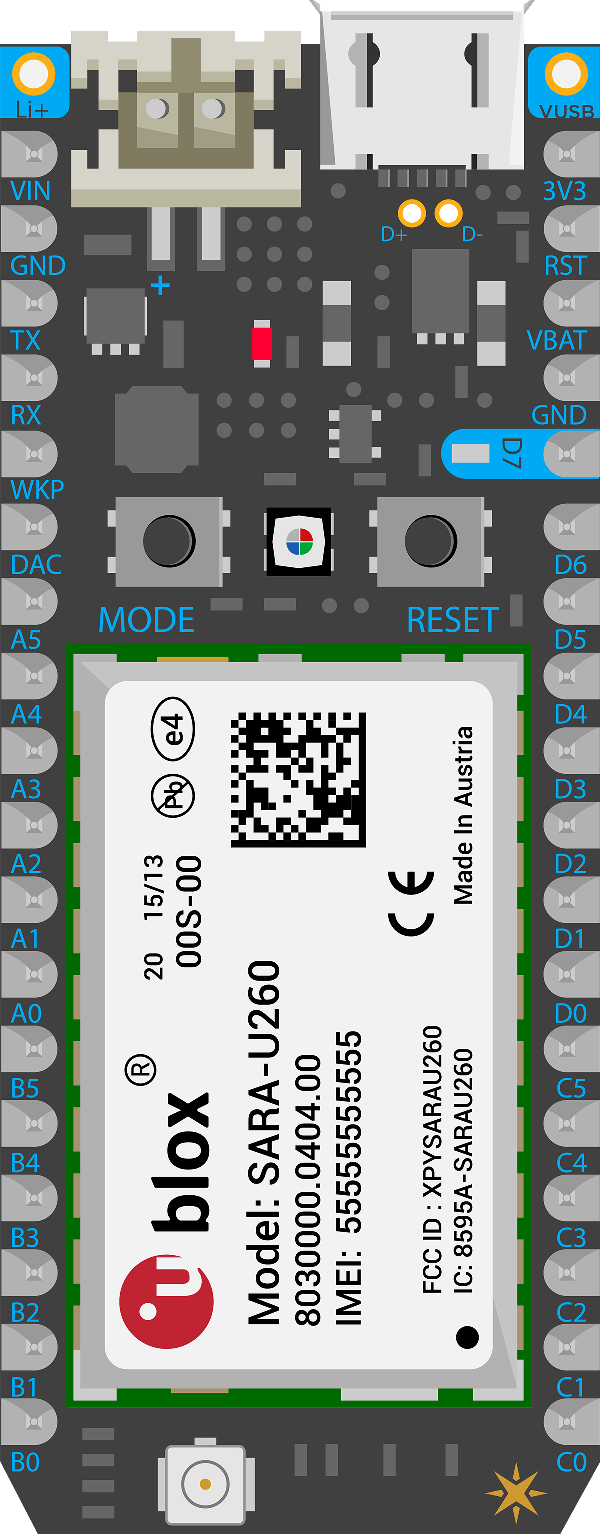 Li+
VUSB
VIN
3V3
D+
D-
GND
RST
+
TX
VBAT
RX
GND
D7
WKP
DAC
D6
MODE
RESET
A5
D5
A4
D4
A3
D3
A2
D2
A1
D1
A0
D0
B5
C5
B4
C4
B3
C3
B2
C2
B1
C1
B0
C0
e4
Pb
20 15/13
00S-00
u blox ®
Model: SARA-U260
8030000.0404.00
IMEI: 555555555555555
CE
Made In Austria
FCC ID : XPYSARAU260
IC: 8595A-SARAU260